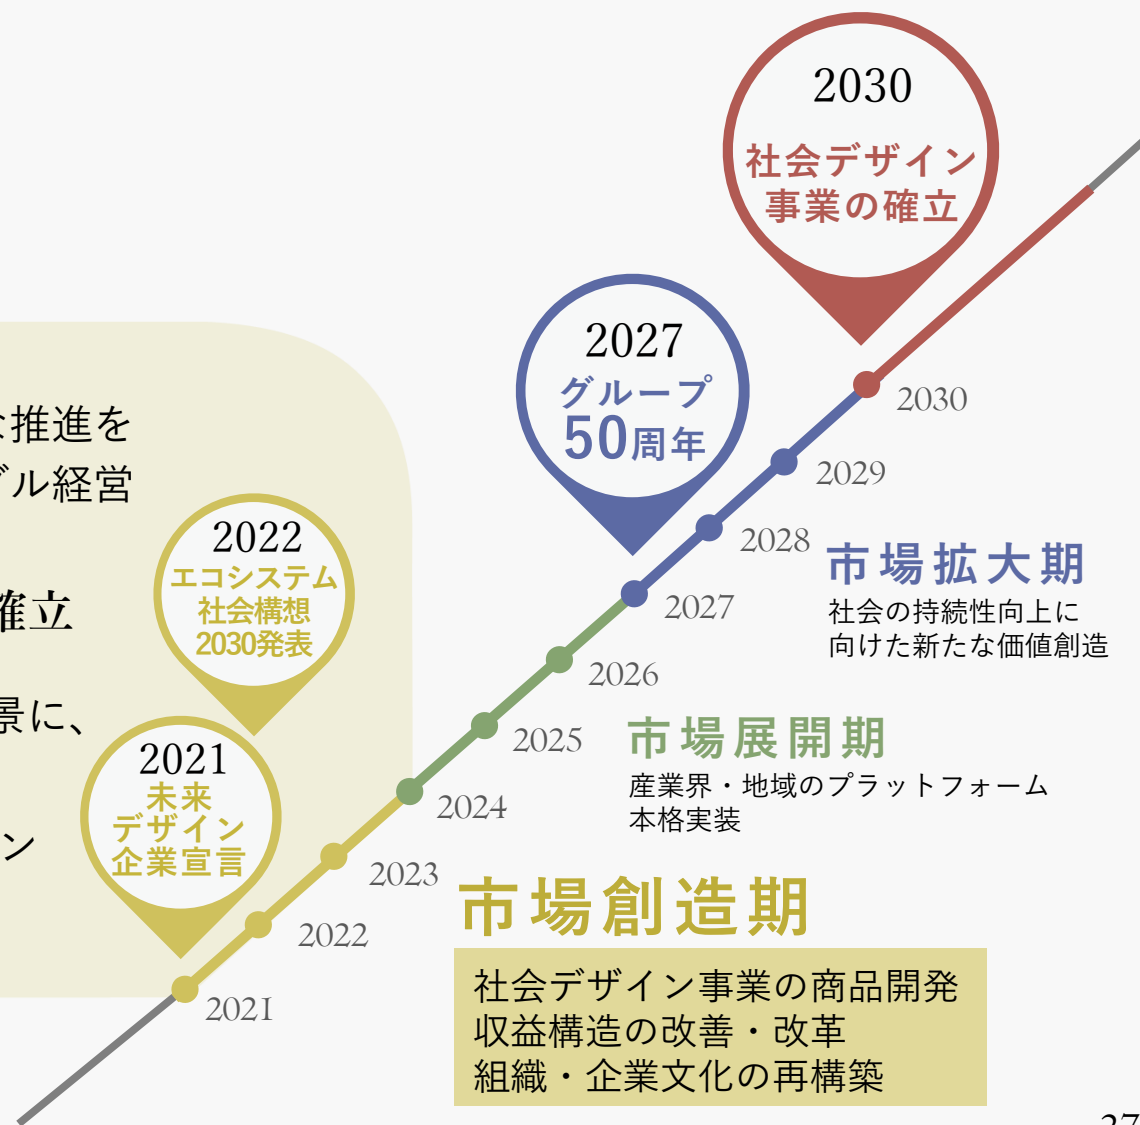 2030
社会デザイン
事業の確立
2027
グループ
50周年
2030
2029
2028
市場拡大期
社会の持続性向上に
向けた新たな価値創造
2027
推進を
ル経営
2022
エコシステム
社会構想
2030発表
確立
2026
景に、
2025
市場展開期
産業界・地域のプラットフォーム
本格実装
2021
未来
デザイン
企業宣言
2024
ン
2023
市場創造期
2022
社会デザイン事業の商品開発
収益構造の改善・改革
組織・企業文化の再構築
2021